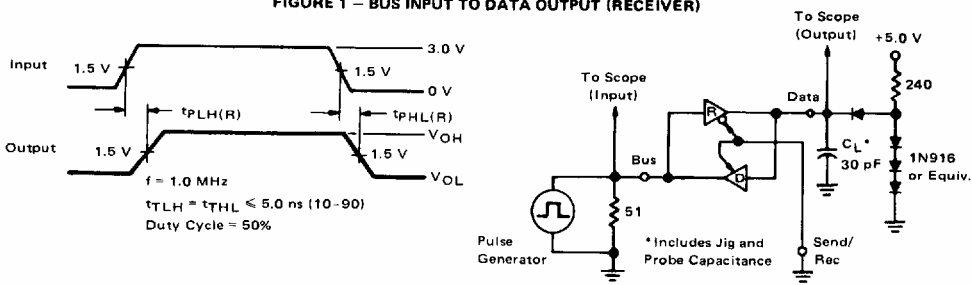 FIGURE 1 – BUS INPUT TO DATA OUTPUT (RECEIVER)
Input
1.5 V
3.0 V
1.5 V
0 V
tPLH(R)
tPHL(R)
Output
1.5 V
VOH
1.5 V
VOL
f = 1.0 MHz
tTLH = tTHL ≤ 5.0 ns (10-90)
Duty Cycle = 50%
To Scope
(Input)
To Scope
(Output)
+5.0 V
240
Data
R
D
Bus
CL*
30 pF
1N916
or Equiv.
51
Pulse
Generator
*Includes Jig and
Probe Capacitance
Send/
Rec